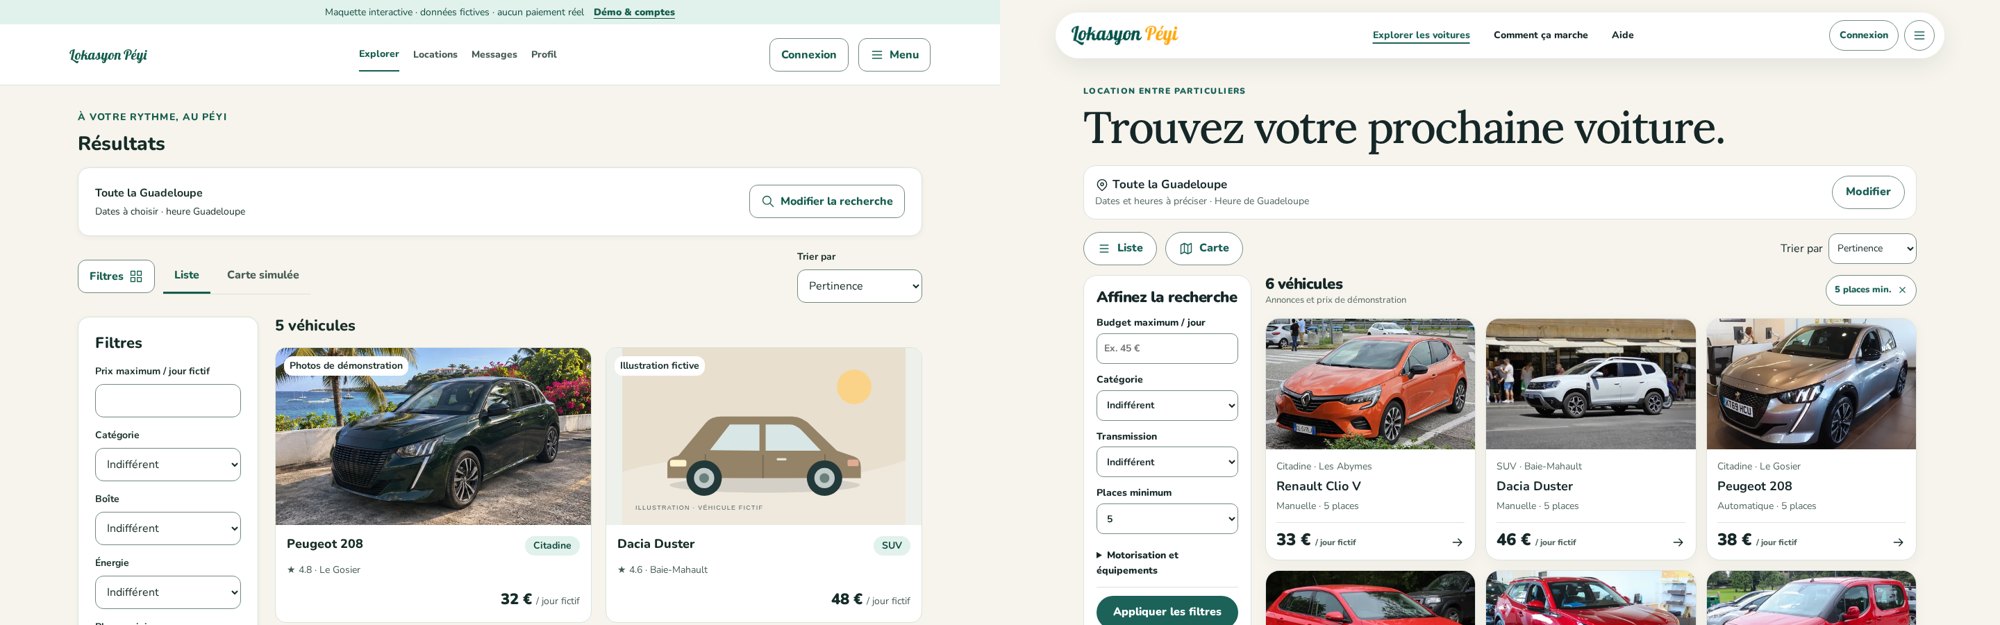 Maquette interactive · données fictives · aucun paiement réel Démo & comptes
Lokasyon Péyi
Explorer Locations Messages Profil
Connexion
Menu
À VOTRE RYTHME, AU PÉYI
Résultats
Toute la Guadeloupe
Dates à choisir · heure Guadeloupe
Modifier la recherche
Filtres
Liste
Carte simulée
Trier par
Pertinence
Filtres
Prix maximum / jour fictif
Catégorie
Indifférent
Boîte
Indifférent
Énergie
Indifférent
5 véhicules
Photos de démonstration
Peugeot 208
Citadine
★ 4.8 · Le Gosier
32 € / jour fictif
Illustration fictive
ILLUSTRATION · VÉHICULE FICTIF
Dacia Duster
SUV
★ 4.6 · Baie-Mahault
48 € / jour fictif
Lokasyon Péyi
Explorer les voitures Comment ça marche Aide
Connexion
LOCATION ENTRE PARTICULIERS
Trouvez votre prochaine voiture.
Toute la Guadeloupe
Dates et heures à préciser · Heure de Guadeloupe
Modifier
Liste
Carte
Trier par
Pertinence
Affinez la recherche
Budget maximum / jour
Ex. 45 €
Catégorie
Indifférent
Transmission
Indifférent
Places minimum
5
Motorisation et
équipements
Appliquer les filtres
6 véhicules
Annonces et prix de démonstration
5 places min. ×
Citadine · Les Abymes
Renault Clio V
Manuelle · 5 places
33 € / jour fictif
SUV · Baie-Mahault
Dacia Duster
Manuelle · 5 places
46 € / jour fictif
Citadine · Le Gosier
Peugeot 208
Automatique · 5 places
38 € / jour fictif